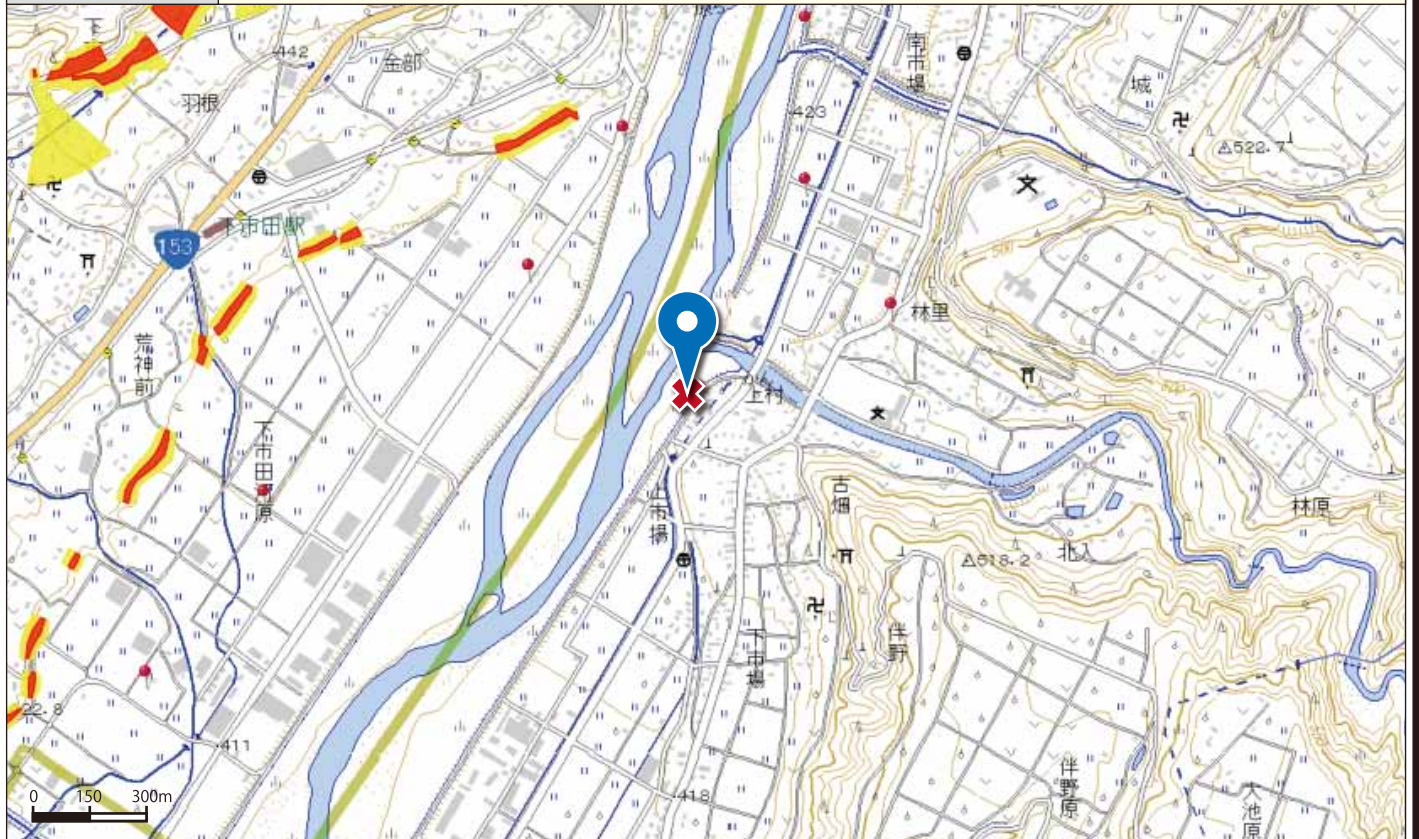 442
金部
羽根
南市場
城
423
522.7
下市田駅
153
500
林里
荒神前
上村
下市田河原
上市場
古畑
林原
北入
518.2
伴野
下市場
22.8
411
伴野原
大池原
418
0 150 300m